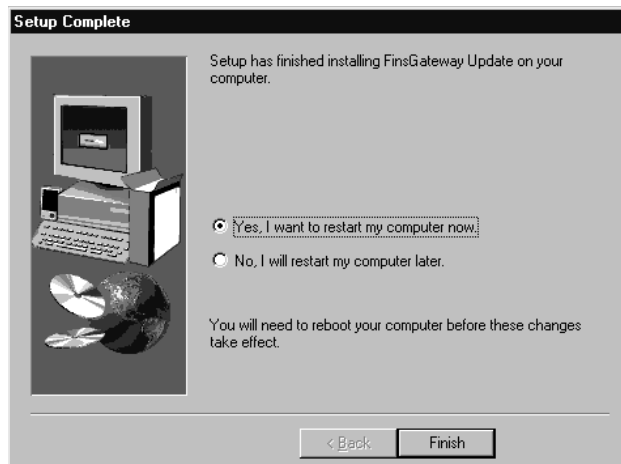 Setup Complete
Setup has finished installing FinsGateway Update on your
computer.
Yes, I want to restart my computer now.
No, I will restart my computer later.
You will need to reboot your computer before these changes
take effect.
< Back
Finish